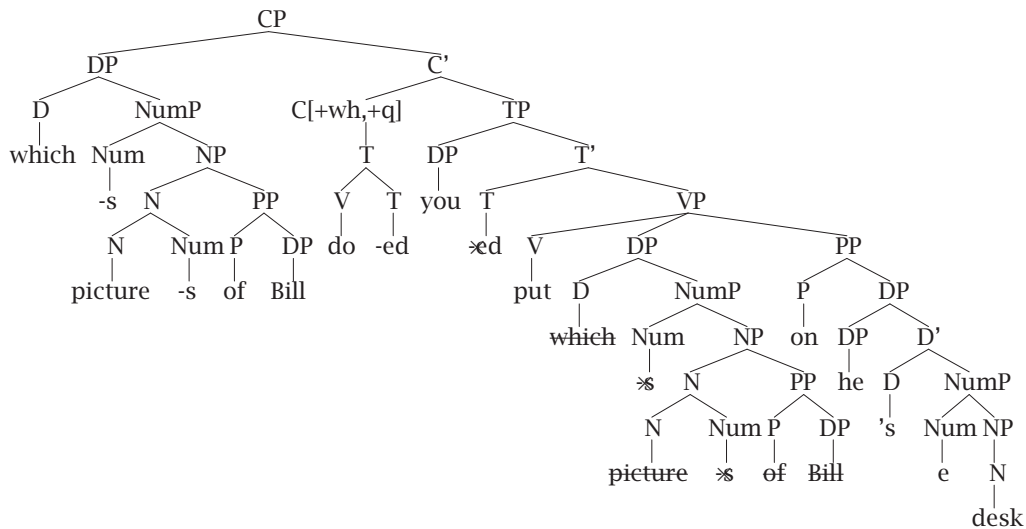 CP
DP C'
D NumP C[+wh,+q] TP
which Num NP T DP T'
-s N PP V T you T VP
N Num P DP do -ed -ed V DP PP
picture -s of Bill put D NumP P DP
which Num NP on DP D'
-s N PP he D NumP
N Num P DP 's Num NP
picture -s of Bill e N
desk